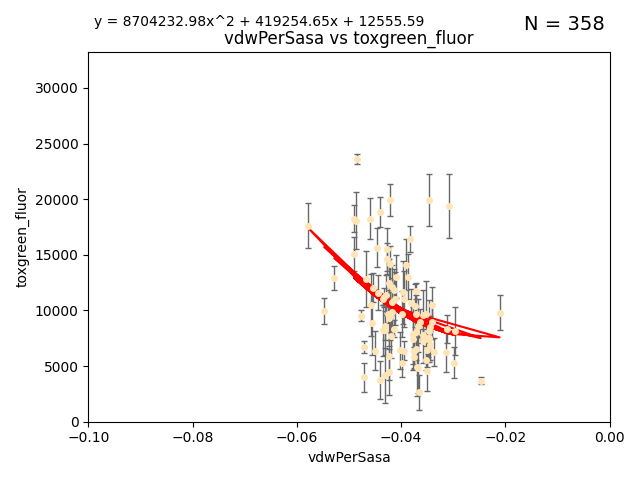 y = 8704232.98x^2 + 419254.65x + 12555.59
N = 358
vdwPerSasa vs toxgreen_fluor
30000
25000
20000
15000
10000
5000
0
toxgreen_fluor
−0.10 −0.08 −0.06 −0.04 −0.02 0.00
vdwPerSasa